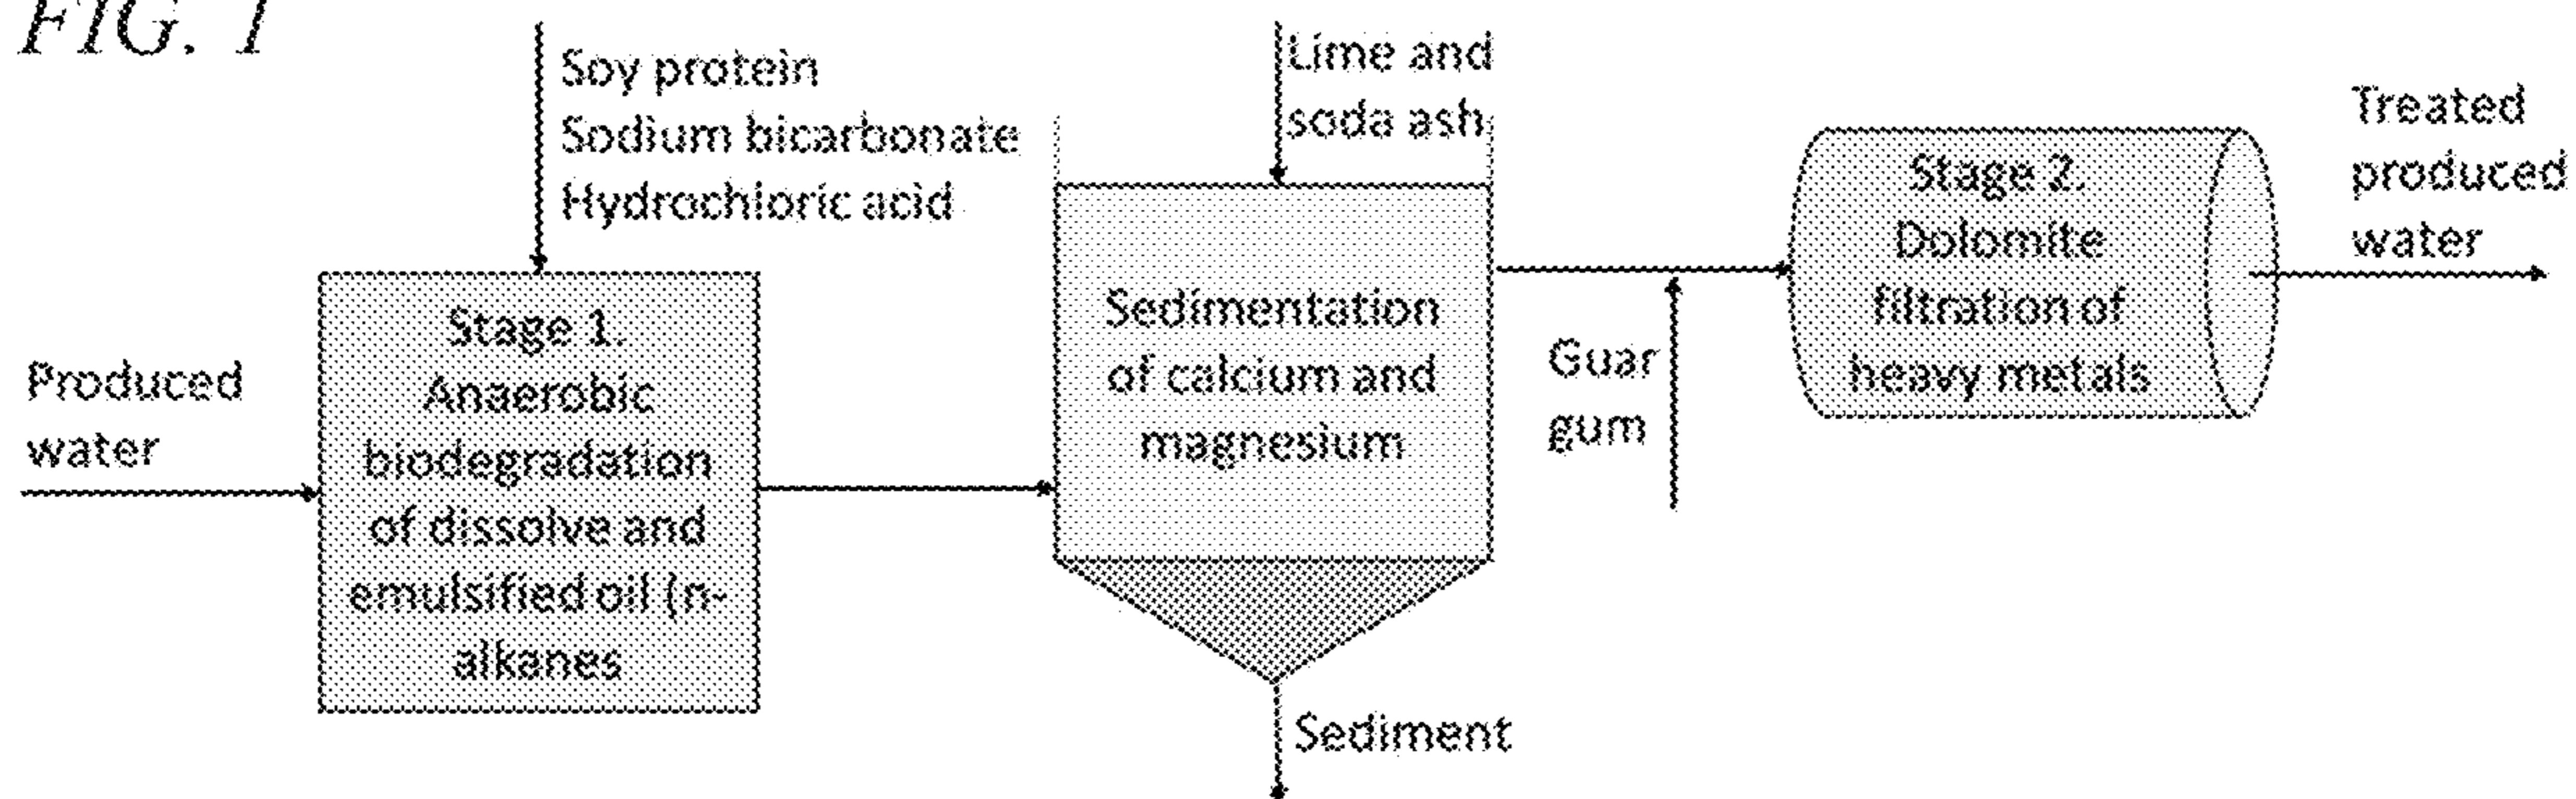 FIG. 1
Soy protein
Sodium bicarbonate
Hydrochloric acid
Lime and
soda ash
Treated
produced
water
Stage 2.
Dolomite
filtration of
heavy metals
Produced
water
Stage 1.
Anaerobic
biodegradation
of dissolve and
emulsified oil (n-
alkanes
Sedimentation
of calcium and
magnesium
Guar
gum
Sediment